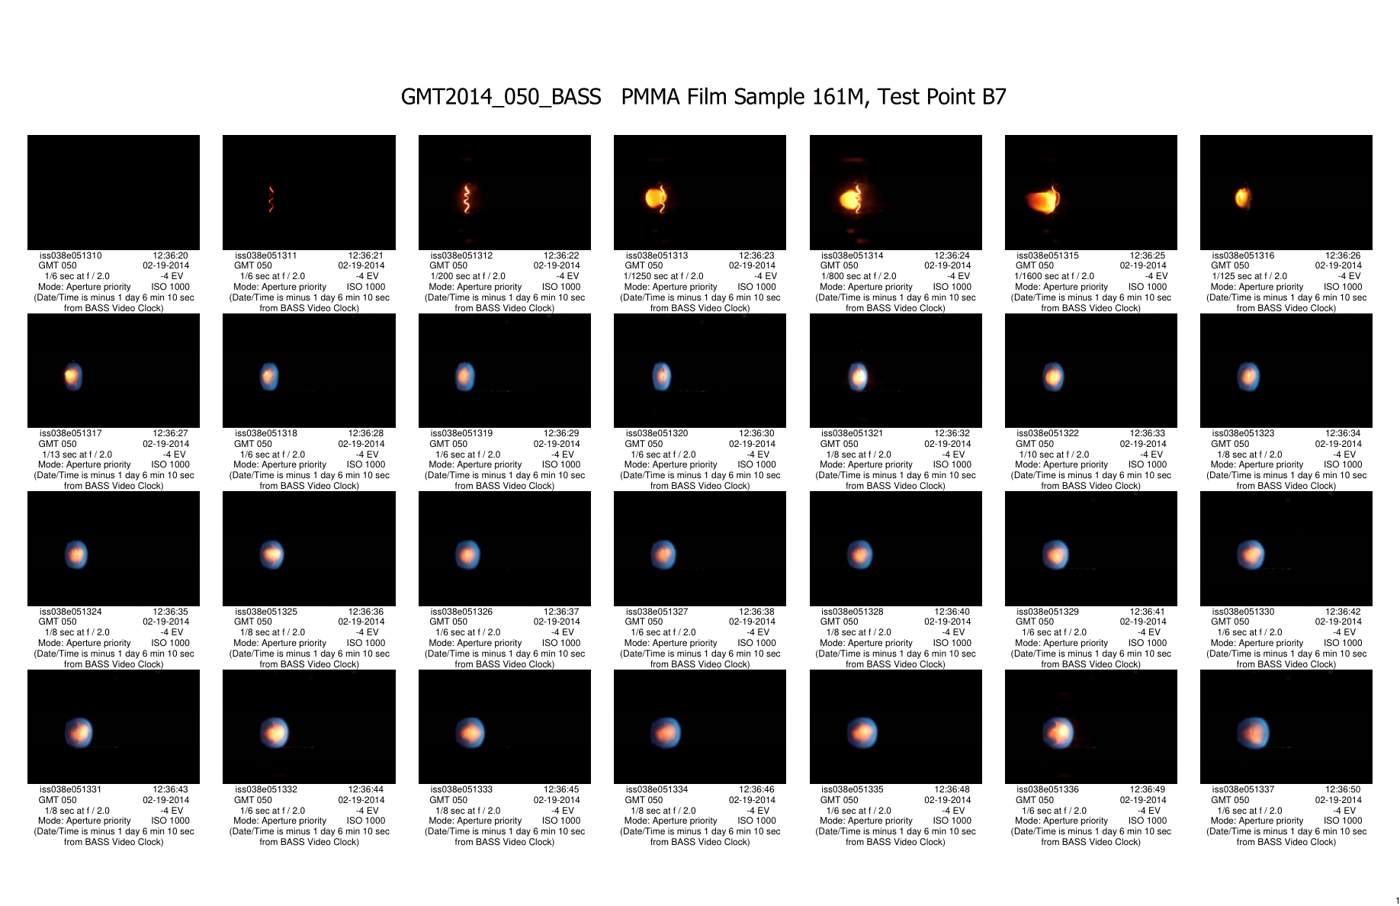 GMT2014_050_BASS PMMA Film Sample 161M, Test Point B7
iss038e051310 12:36:20
GMT 050 02-19-2014
1/6 sec at f / 2.0 -4 EV
Mode: Aperture priority ISO 1000
(Date/Time is minus 1 day 6 min 10 sec
from BASS Video Clock)
iss038e051311 12:36:21
GMT 050 02-19-2014
1/6 sec at f / 2.0 -4 EV
Mode: Aperture priority ISO 1000
(Date/Time is minus 1 day 6 min 10 sec
from BASS Video Clock)
iss038e051312 12:36:22
GMT 050 02-19-2014
1/200 sec at f / 2.0 -4 EV
Mode: Aperture priority ISO 1000
(Date/Time is minus 1 day 6 min 10 sec
from BASS Video Clock)
iss038e051313 12:36:23
GMT 050 02-19-2014
1/1250 sec at f / 2.0 -4 EV
Mode: Aperture priority ISO 1000
(Date/Time is minus 1 day 6 min 10 sec
from BASS Video Clock)
iss038e051314 12:36:24
GMT 050 02-19-2014
1/800 sec at f / 2.0 -4 EV
Mode: Aperture priority ISO 1000
(Date/Time is minus 1 day 6 min 10 sec
from BASS Video Clock)
iss038e051315 12:36:25
GMT 050 02-19-2014
1/1600 sec at f / 2.0 -4 EV
Mode: Aperture priority ISO 1000
(Date/Time is minus 1 day 6 min 10 sec
from BASS Video Clock)
iss038e051316 12:36:26
GMT 050 02-19-2014
1/125 sec at f / 2.0 -4 EV
Mode: Aperture priority ISO 1000
(Date/Time is minus 1 day 6 min 10 sec
from BASS Video Clock)
iss038e051317 12:36:27
GMT 050 02-19-2014
1/13 sec at f / 2.0 -4 EV
Mode: Aperture priority ISO 1000
(Date/Time is minus 1 day 6 min 10 sec
from BASS Video Clock)
iss038e051318 12:36:28
GMT 050 02-19-2014
1/6 sec at f / 2.0 -4 EV
Mode: Aperture priority ISO 1000
(Date/Time is minus 1 day 6 min 10 sec
from BASS Video Clock)
iss038e051319 12:36:29
GMT 050 02-19-2014
1/6 sec at f / 2.0 -4 EV
Mode: Aperture priority ISO 1000
(Date/Time is minus 1 day 6 min 10 sec
from BASS Video Clock)
iss038e051320 12:36:30
GMT 050 02-19-2014
1/6 sec at f / 2.0 -4 EV
Mode: Aperture priority ISO 1000
(Date/Time is minus 1 day 6 min 10 sec
from BASS Video Clock)
iss038e051321 12:36:32
GMT 050 02-19-2014
1/8 sec at f / 2.0 -4 EV
Mode: Aperture priority ISO 1000
(Date/Time is minus 1 day 6 min 10 sec
from BASS Video Clock)
iss038e051322 12:36:33
GMT 050 02-19-2014
1/10 sec at f / 2.0 -4 EV
Mode: Aperture priority ISO 1000
(Date/Time is minus 1 day 6 min 10 sec
from BASS Video Clock)
iss038e051323 12:36:34
GMT 050 02-19-2014
1/8 sec at f / 2.0 -4 EV
Mode: Aperture priority ISO 1000
(Date/Time is minus 1 day 6 min 10 sec
from BASS Video Clock)
iss038e051324 12:36:35
GMT 050 02-19-2014
1/8 sec at f / 2.0 -4 EV
Mode: Aperture priority ISO 1000
(Date/Time is minus 1 day 6 min 10 sec
from BASS Video Clock)
iss038e051325 12:36:36
GMT 050 02-19-2014
1/8 sec at f / 2.0 -4 EV
Mode: Aperture priority ISO 1000
(Date/Time is minus 1 day 6 min 10 sec
from BASS Video Clock)
iss038e051326 12:36:37
GMT 050 02-19-2014
1/6 sec at f / 2.0 -4 EV
Mode: Aperture priority ISO 1000
(Date/Time is minus 1 day 6 min 10 sec
from BASS Video Clock)
iss038e051327 12:36:38
GMT 050 02-19-2014
1/6 sec at f / 2.0 -4 EV
Mode: Aperture priority ISO 1000
(Date/Time is minus 1 day 6 min 10 sec
from BASS Video Clock)
iss038e051328 12:36:40
GMT 050 02-19-2014
1/8 sec at f / 2.0 -4 EV
Mode: Aperture priority ISO 1000
(Date/Time is minus 1 day 6 min 10 sec
from BASS Video Clock)
iss038e051329 12:36:41
GMT 050 02-19-2014
1/6 sec at f / 2.0 -4 EV
Mode: Aperture priority ISO 1000
(Date/Time is minus 1 day 6 min 10 sec
from BASS Video Clock)
iss038e051330 12:36:42
GMT 050 02-19-2014
1/6 sec at f / 2.0 -4 EV
Mode: Aperture priority ISO 1000
(Date/Time is minus 1 day 6 min 10 sec
from BASS Video Clock)
iss038e051331 12:36:43
GMT 050 02-19-2014
1/8 sec at f / 2.0 -4 EV
Mode: Aperture priority ISO 1000
(Date/Time is minus 1 day 6 min 10 sec
from BASS Video Clock)
iss038e051332 12:36:44
GMT 050 02-19-2014
1/6 sec at f / 2.0 -4 EV
Mode: Aperture priority ISO 1000
(Date/Time is minus 1 day 6 min 10 sec
from BASS Video Clock)
iss038e051333 12:36:45
GMT 050 02-19-2014
1/8 sec at f / 2.0 -4 EV
Mode: Aperture priority ISO 1000
(Date/Time is minus 1 day 6 min 10 sec
from BASS Video Clock)
iss038e051334 12:36:46
GMT 050 02-19-2014
1/8 sec at f / 2.0 -4 EV
Mode: Aperture priority ISO 1000
(Date/Time is minus 1 day 6 min 10 sec
from BASS Video Clock)
iss038e051335 12:36:48
GMT 050 02-19-2014
1/6 sec at f / 2.0 -4 EV
Mode: Aperture priority ISO 1000
(Date/Time is minus 1 day 6 min 10 sec
from BASS Video Clock)
iss038e051336 12:36:49
GMT 050 02-19-2014
1/6 sec at f / 2.0 -4 EV
Mode: Aperture priority ISO 1000
(Date/Time is minus 1 day 6 min 10 sec
from BASS Video Clock)
iss038e051337 12:36:50
GMT 050 02-19-2014
1/6 sec at f / 2.0 -4 EV
Mode: Aperture priority ISO 1000
(Date/Time is minus 1 day 6 min 10 sec
from BASS Video Clock)